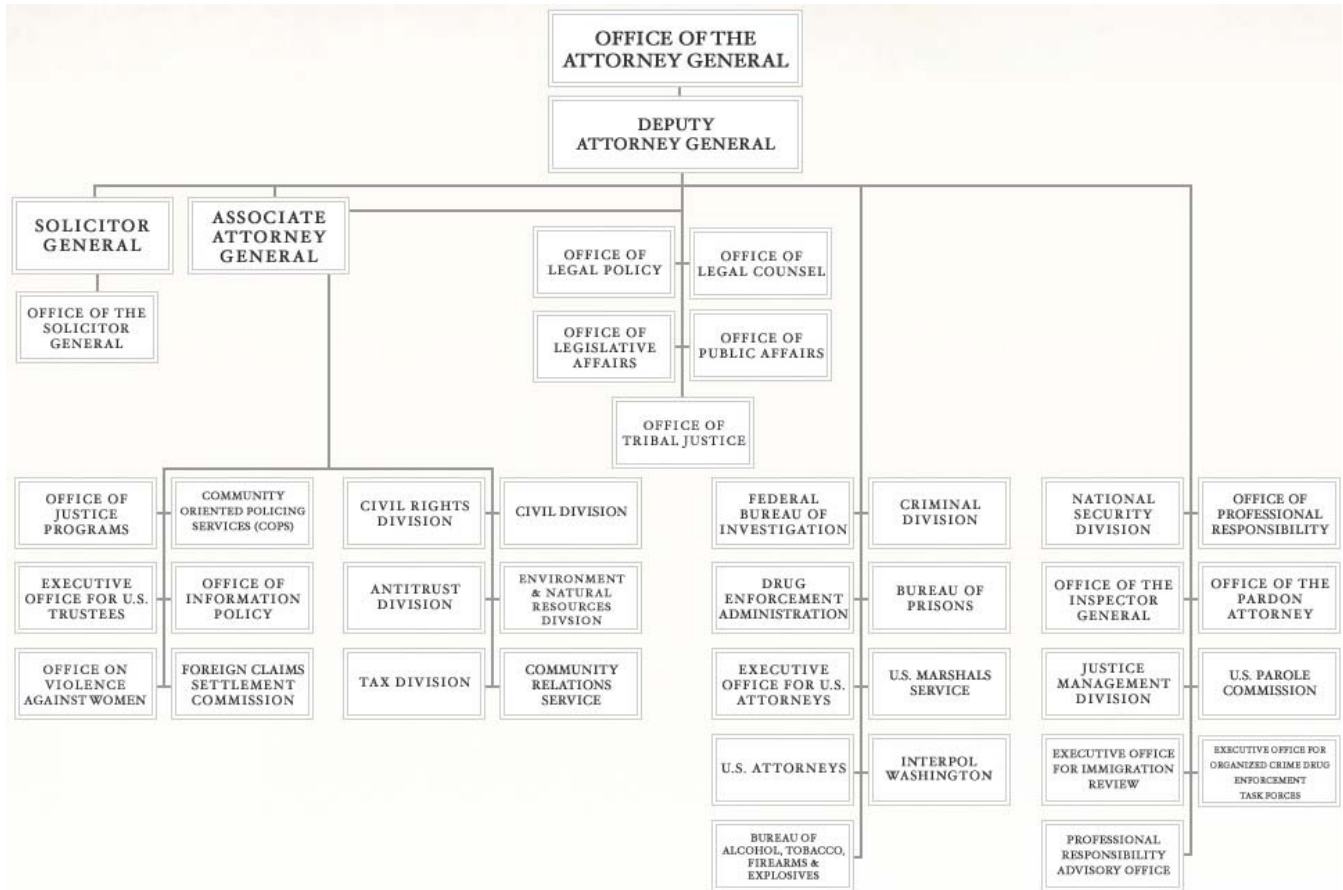 OFFICE OF THE
ATTORNEY GENERAL
DEPUTY
ATTORNEY GENERAL
SOLICITOR
GENERAL
ASSOCIATE
ATTORNEY
GENERAL
OFFICE OF THE
SOLICITOR
GENERAL
OFFICE OF
LEGAL POLICY
OFFICE OF
LEGAL COUNSEL
OFFICE OF
LEGISLATIVE
AFFAIRS
OFFICE OF
PUBLIC AFFAIRS
OFFICE OF
TRIBAL JUSTICE
OFFICE OF
JUSTICE
PROGRAMS
COMMUNITY
ORIENTED POLICING
SERVICES (COPS)
CIVIL RIGHTS
DIVISION
CIVIL DIVISION
FEDERAL
BUREAU OF
INVESTIGATION
CRIMINAL
DIVISION
NATIONAL
SECURITY
DIVISION
OFFICE OF
PROFESSIONAL
RESPONSIBILITY
EXECUTIVE
OFFICE FOR U.S.
TRUSTEES
OFFICE OF
INFORMATION
POLICY
ANTITRUST
DIVISION
ENVIRONMENT
& NATURAL
RESOURCES
DIVSION
DRUG
ENFORCEMENT
ADMINISTRATION
BUREAU OF
PRISONS
OFFICE OF THE
INSPECTOR
GENERAL
OFFICE OF THE
PARDON
ATTORNEY
OFFICE ON
VIOLENCE
AGAINST WOMEN
FOREIGN CLAIMS
SETTLEMENT
COMMISSION
TAX DIVISION
COMMUNITY
RELATIONS
SERVICE
EXECUTIVE
OFFICE FOR U.S.
ATTORNEYS
U.S. MARSHALS
SERVICE
JUSTICE
MANAGEMENT
DIVISION
U.S. PAROLE
COMMISSION
U.S. ATTORNEYS
INTERPOL
WASHINGTON
EXECUTIVE OFFICE
FOR IMMIGRATION
REVIEW
EXECUTIVE OFFICE FOR
ORGANIZED CRIME DRUG
ENFORCEMENT
TASK FORCES
BUREAU OF
ALCOHOL, TOBACCO,
FIREARMS &
EXPLOSIVES
PROFESSIONAL
RESPONSIBILITY
ADVISORY OFFICE